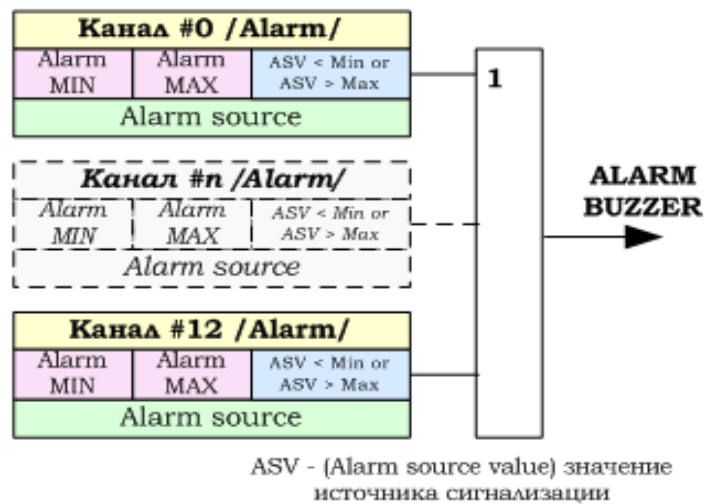 Канал #0 /Alarm/
Alarm MIN
Alarm MAX
ASV < Min or
ASV > Max
Alarm source
1
Канал #n /Alarm/
Alarm MIN
Alarm MAX
ASV < Min or
ASV > Max
Alarm source
ALARM
BUZZER
Канал #12 /Alarm/
Alarm MIN
Alarm MAX
ASV < Min or
ASV > Max
Alarm source
ASV - (Alarm source value) значение
источника сигнализации